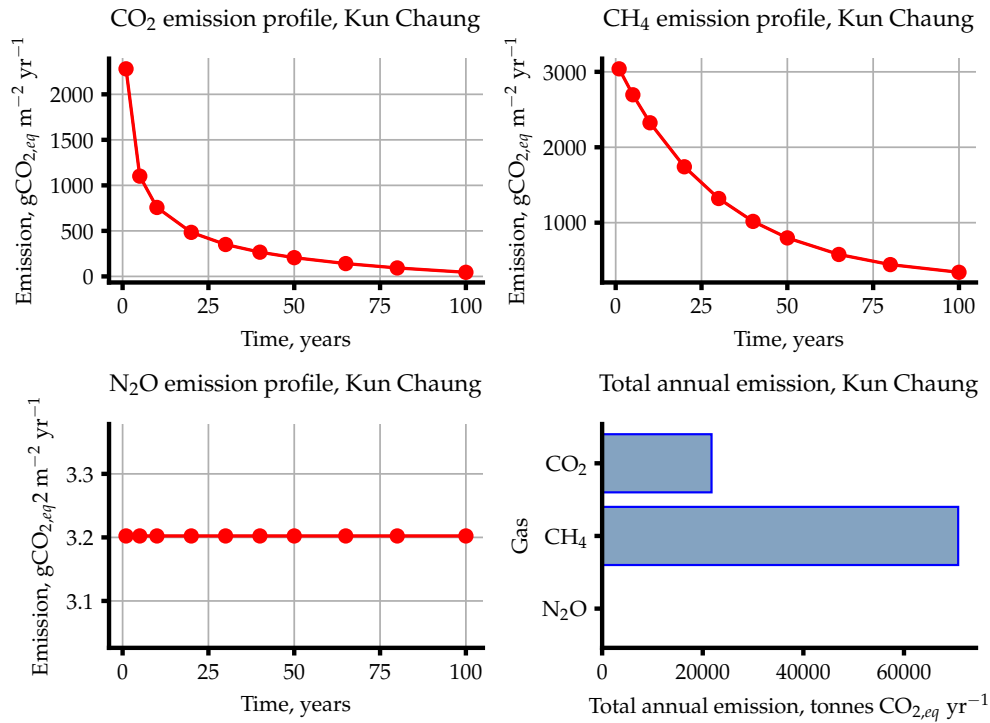 CO₂ emission profile, Kun Chaung
Emission, gCO₂,eq m⁻² yr⁻¹
2000
1500
1000
500
0
0 25 50 75 100
Time, years
CH₄ emission profile, Kun Chaung
Emission, gCO₂,eq m⁻² yr⁻¹
3000
2000
1000
0 25 50 75 100
Time, years
N₂O emission profile, Kun Chaung
Emission, gCO₂,eq2 m⁻² yr⁻¹
3.3
3.2
3.1
0 25 50 75 100
Time, years
Total annual emission, Kun Chaung
Gas
CO₂
CH₄
N₂O
0 20000 40000 60000
Total annual emission, tonnes CO₂,eq yr⁻¹